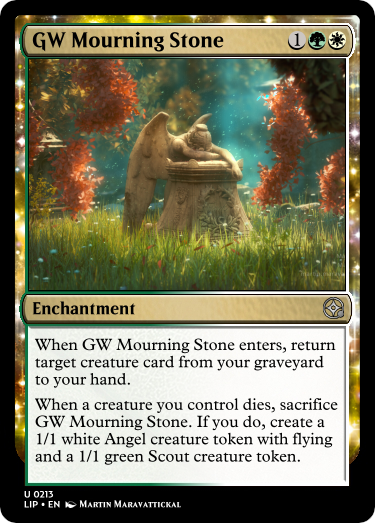 GW Mourning Stone 1
Enchantment
When GW Mourning Stone enters, return
target creature card from your graveyard
to your hand.
When a creature you control dies, sacrifice
GW Mourning Stone. If you do, create a
1/1 white Angel creature token with flying
and a 1/1 green Scout creature token.
U 0213
LIP • EN Martin Maravattickal